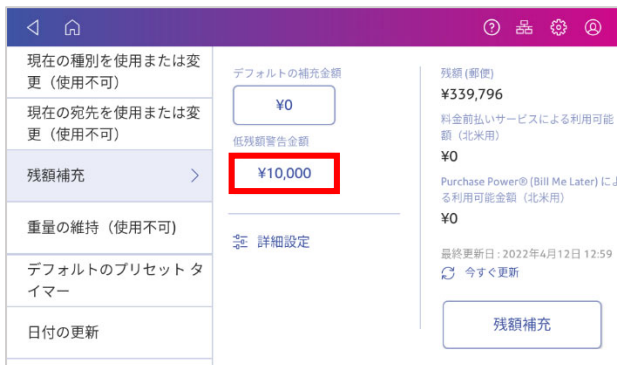 現在の種別を使用または変
更（使用不可）
現在の宛先を使用または変
更（使用不可）
残額補充
重量の維持（使用不可)
デフォルトのプリセット タ
イマー
日付の更新
デフォルトの補充金額
¥0
低残額警告金額
¥10,000
詳細設定
残額 (郵便)
¥339,796
料金前払いサービスによる利用可能
額（北米用）
¥0
Purchase Power® (Bill Me Later) によ
る利用可能金額（北米用）
¥0
最終更新日 : 2022年4月12日 12:59
今すぐ更新
残額補充